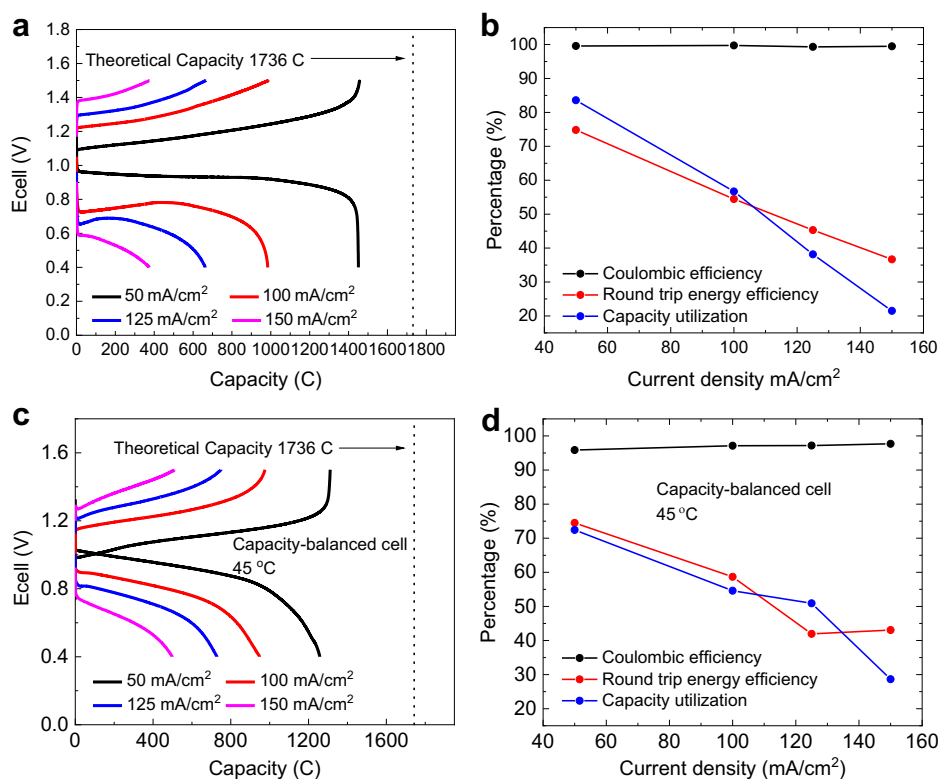 a
Ecell (V)
1.8
1.6
1.4
1.2
1.0
0.8
0.6
0.4
0.2
0.0
Theoretical Capacity 1736 C
50 mA/cm²
100 mA/cm²
125 mA/cm²
150 mA/cm²
0 200 400 600 800 1000 1200 1400 1600 1800
Capacity (C)
b
Percentage (%)
100
90
80
70
60
50
40
30
20
Coulombic efficiency
Round trip energy efficiency
Capacity utilization
40 60 80 100 120 140 160
Current density mA/cm²
c
Ecell (V)
1.6
1.2
0.8
0.4
0.0
Theoretical Capacity 1736 C
Capacity-balanced cell
45 °C
50 mA/cm²
100 mA/cm²
125 mA/cm²
150 mA/cm²
0 400 800 1200 1600
Capacity (C)
d
Percentage (%)
100
90
80
70
60
50
40
30
20
Capacity-balanced cell
45 °C
Coulombic efficiency
Round trip energy efficiency
Capacity utilization
40 60 80 100 120 140 160
Current density (mA/cm²)